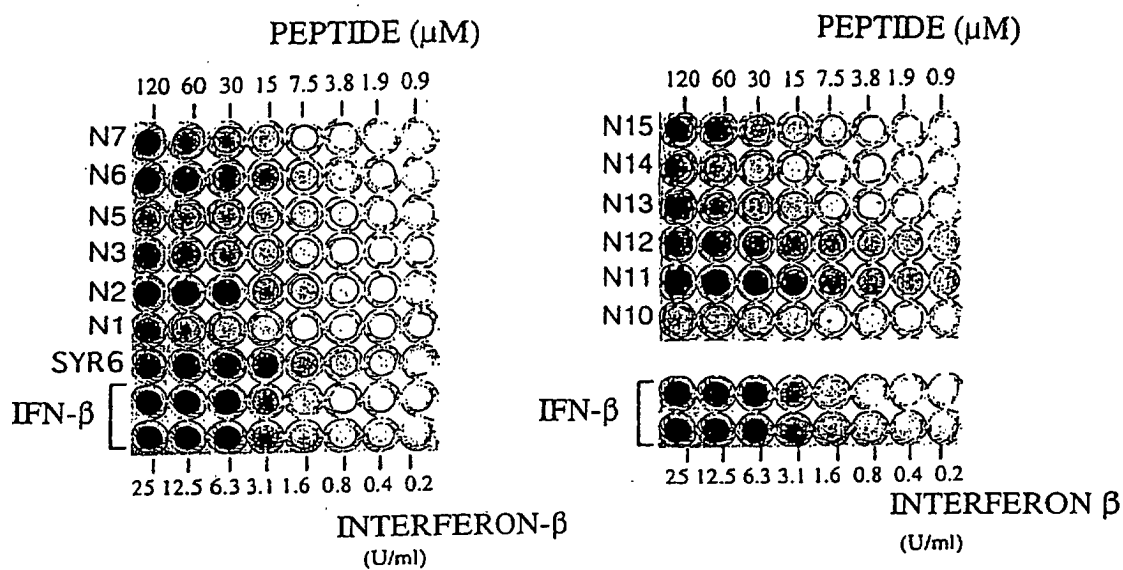 PEPTIDE (µM)
120 60 30 15 7.5 3.8 1.9 0.9
N7
N6
N5
N3
N2
N1
SYR6
IFN-β
25 12.5 6.3 3.1 1.6 0.8 0.4 0.2
INTERFERON-β
(U/ml)
PEPTIDE (µM)
120 60 30 15 7.5 3.8 1.9 0.9
N15
N14
N13
N12
N11
N10
IFN-β
25 12.5 6.3 3.1 1.6 0.8 0.4 0.2
INTERFERON β
(U/ml)